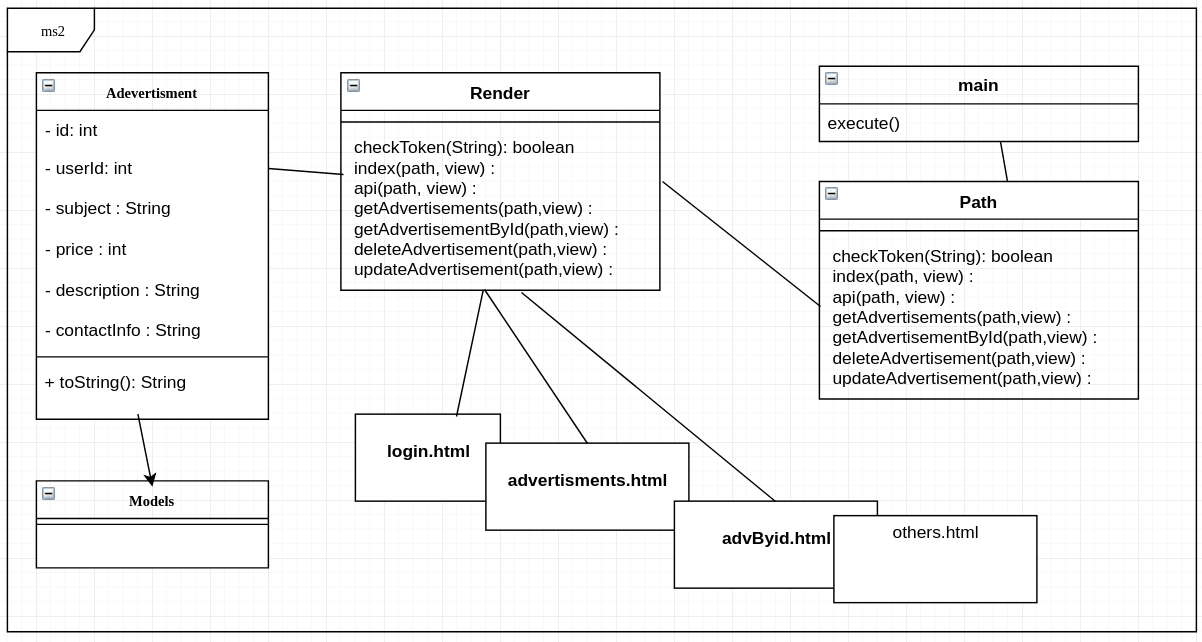 ms2
Adevertisment
- id: int
- userId: int
- subject : String
- price : int
- description : String
- contactInfo : String
+ toString(): String
Models
Render
checkToken(String): boolean
index(path, view) :
api(path, view) :
getAdvertisements(path,view) :
getAdvertisementById(path,view) :
deleteAdvertisement(path,view) :
updateAdvertisement(path,view) :
main
execute()
Path
checkToken(String): boolean
index(path, view) :
api(path, view) :
getAdvertisements(path,view) :
getAdvertisementById(path,view) :
deleteAdvertisement(path,view) :
updateAdvertisement(path,view) :
login.html
advertisments.html
advByid.html
others.html